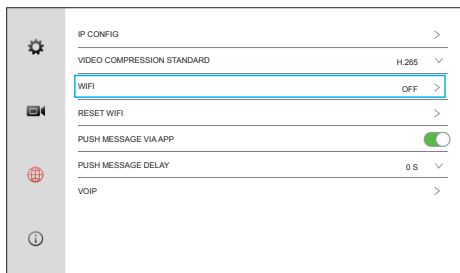 IP CONFIG
VIDEO COMPRESSION STANDARD H.265
WIFI OFF
RESET WIFI
PUSH MESSAGE VIA APP
PUSH MESSAGE DELAY 0 S
VOIP